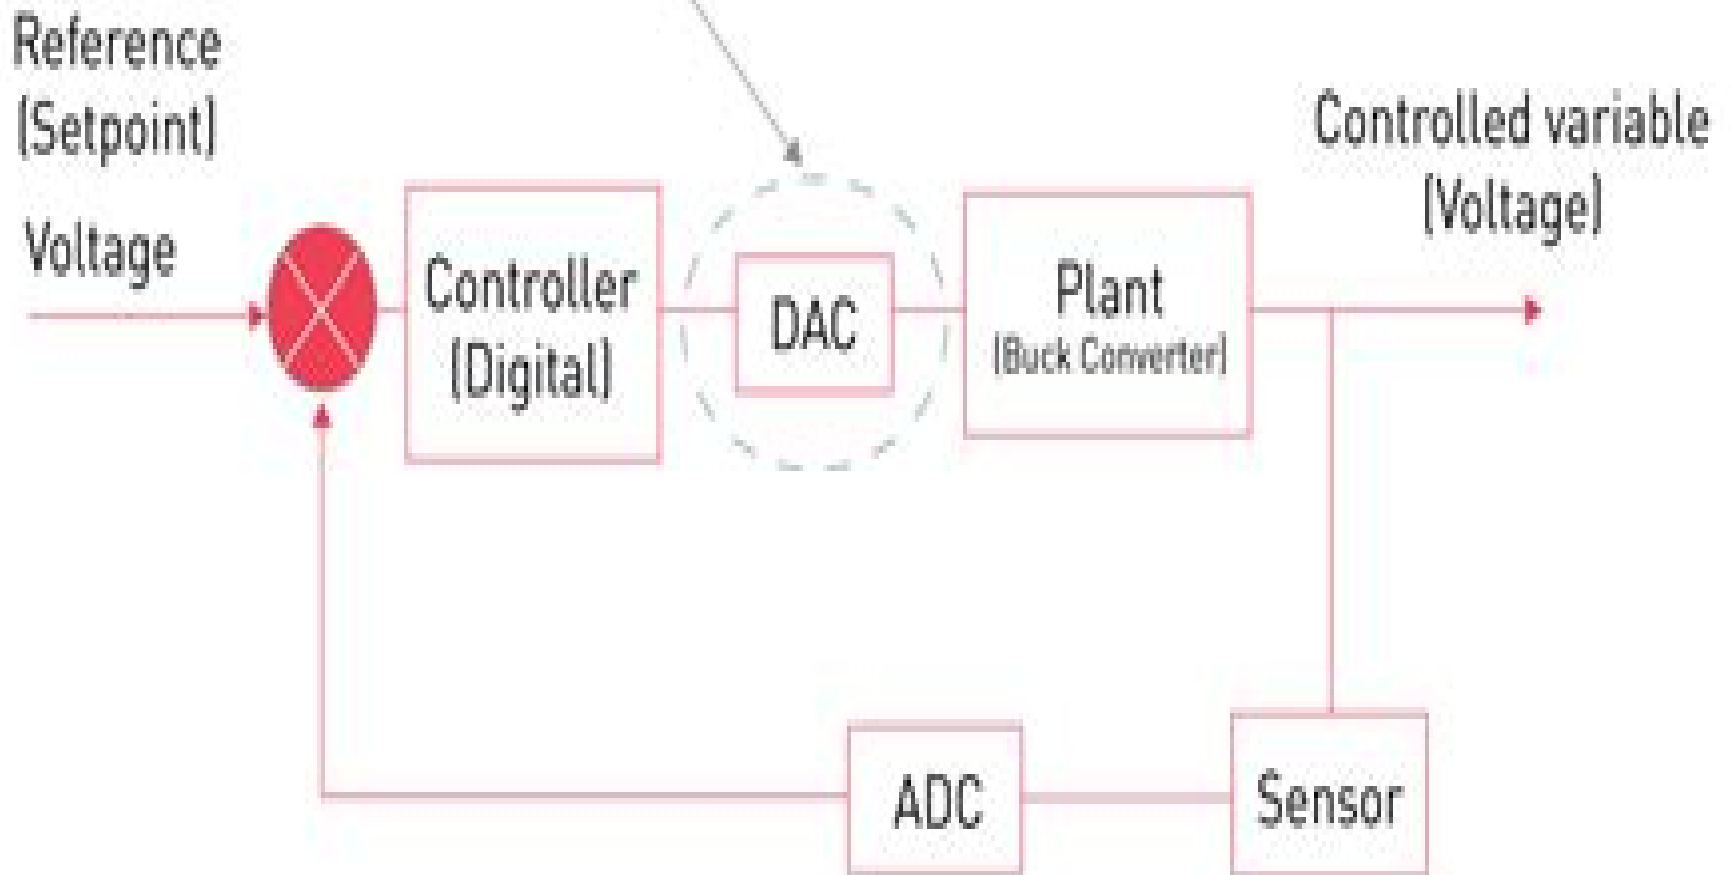 Reference
(Setpoint)
Voltage
Controller
(Digital)
DAC
Plant
(Buck Converter)
Controlled variable
(Voltage)
ADC
Sensor